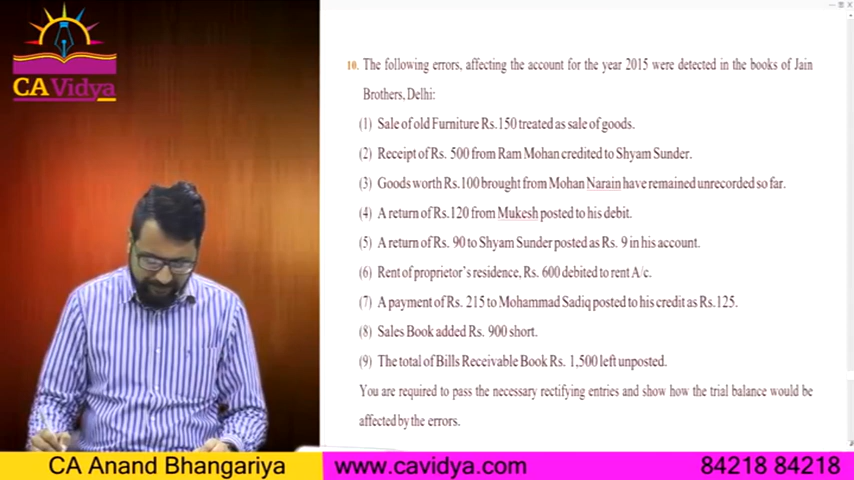 CA Vidya
10. The following errors, affecting the account for the year 2015 were detected in the books of Jain
Brothers, Delhi:
(1) Sale of old Furniture Rs.150 treated as sale of goods.
(2) Receipt of Rs. 500 from Ram Mohan credited to Shyam Sunder.
(3) Goods worth Rs.100 brought from Mohan Narain have remained unrecorded so far.
(4) A return of Rs.120 from Mukesh posted to his debit.
(5) A return of Rs. 90 to Shyam Sunder posted as Rs. 9 in his account.
(6) Rent of proprietor's residence, Rs. 600 debited to rent A/c.
(7) A payment of Rs. 215 to Mohammad Sadiq posted to his credit as Rs.125.
(8) Sales Book added Rs. 900 short.
(9) The total of Bills Receivable Book Rs. 1,500 left unposted.
You are required to pass the necessary rectifying entries and show how the trial balance would be
affected by the errors.
CA Anand Bhangariya
www.cavidya.com
84218 84218